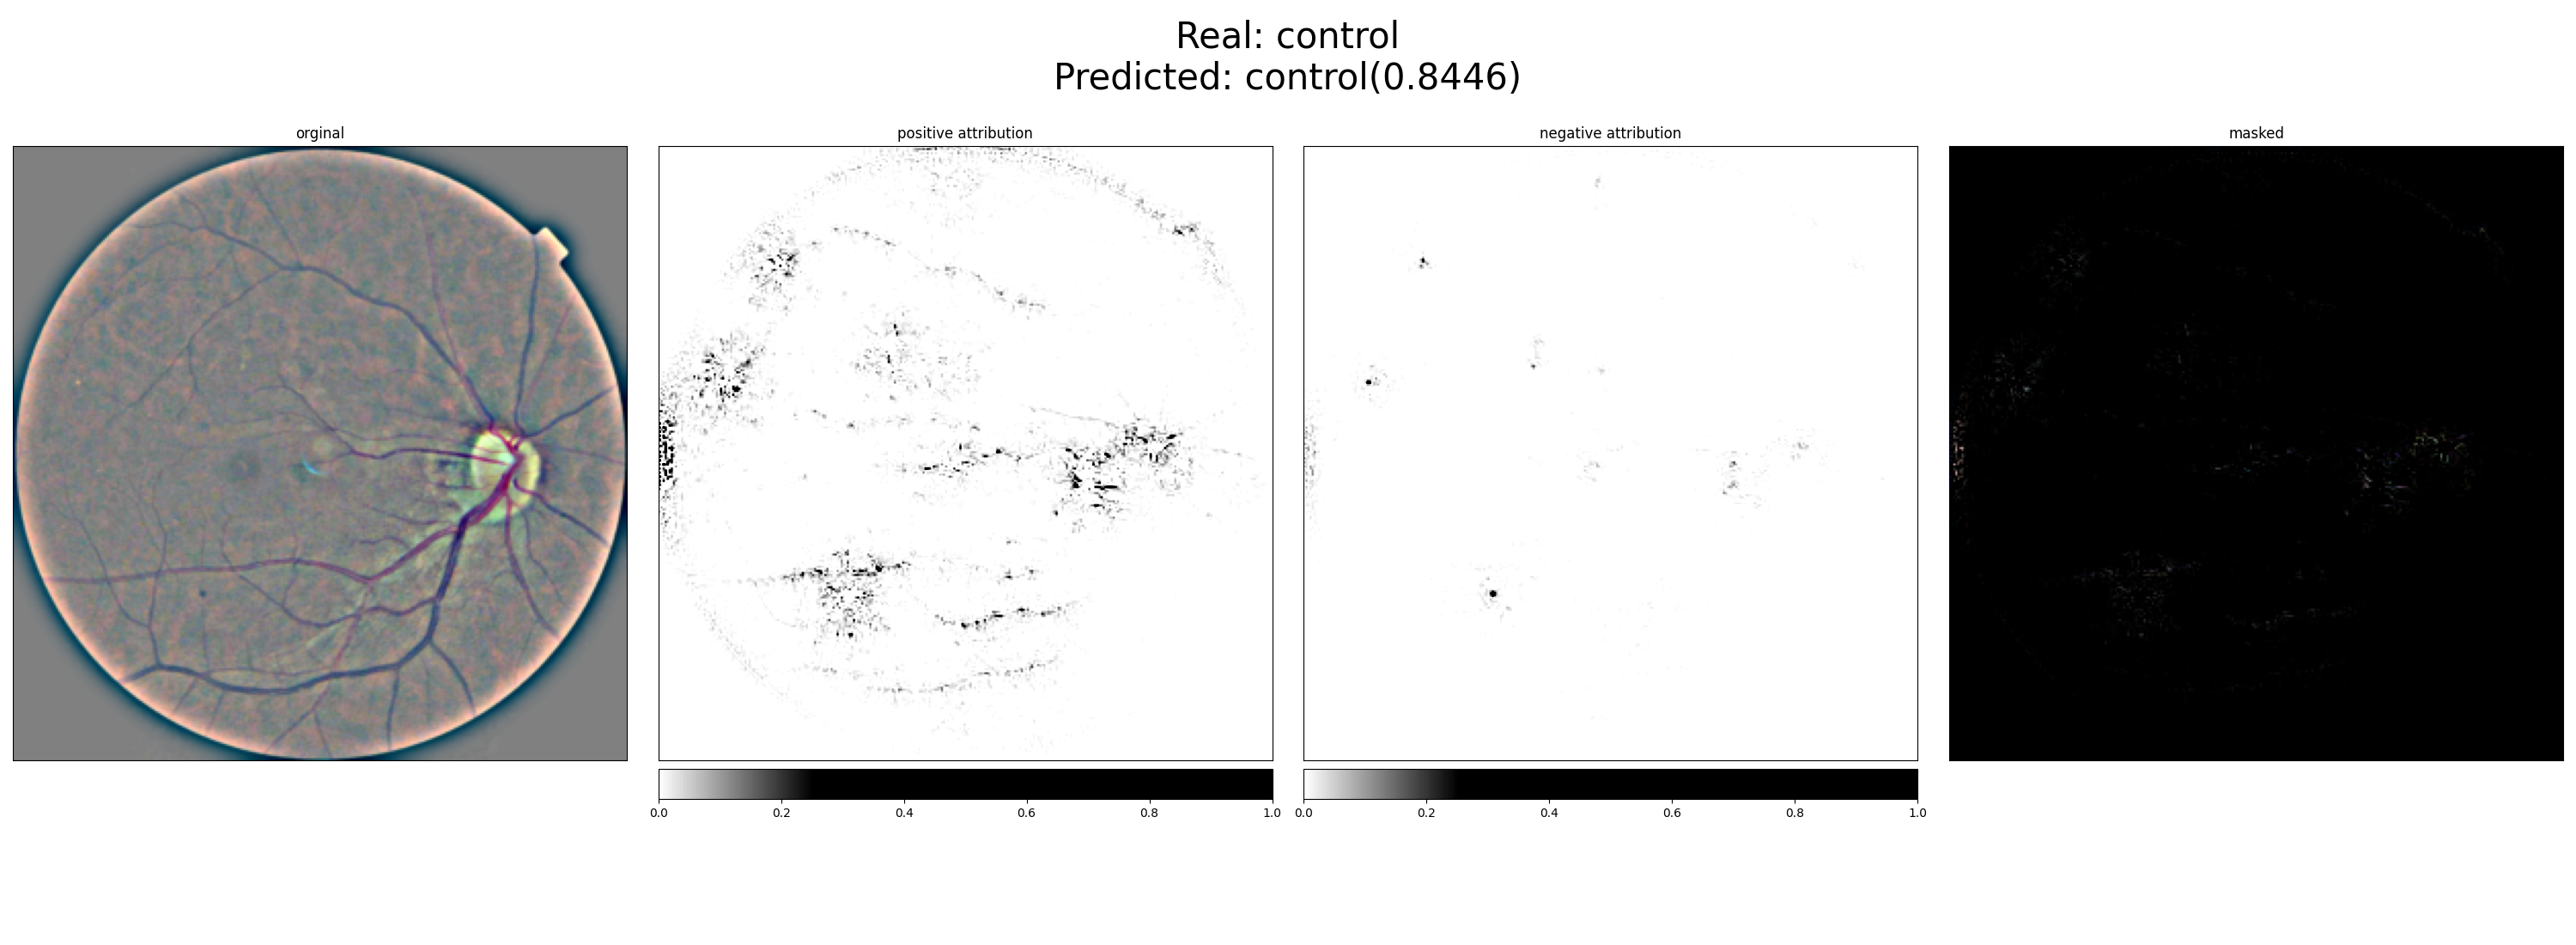 Real: control
Predicted: control(0.8446)
orginal
positive attribution
negative attribution
masked
0.0 0.2 0.4 0.6 0.8 1.0
0.0 0.2 0.4 0.6 0.8 1.0